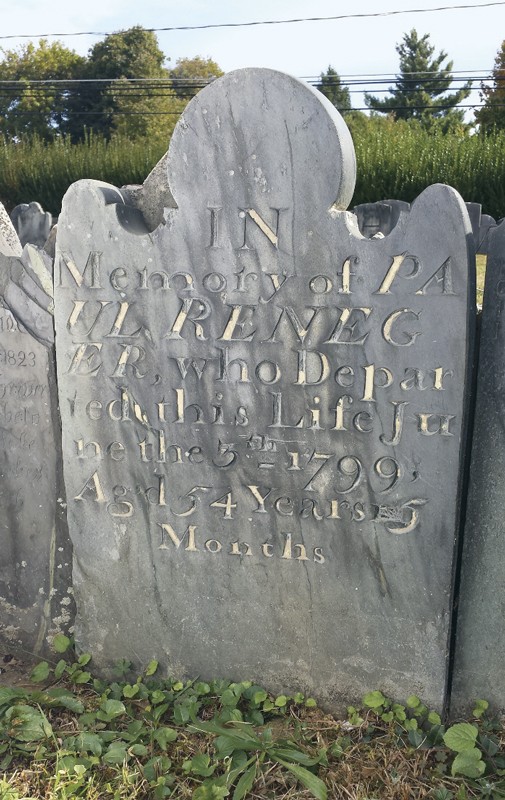 IN
Memory of PA
UL RENEG
ER, who Depar
ted this Life Ju
ne the 5th 1799,
Agd 54 Years 5
Months
1893